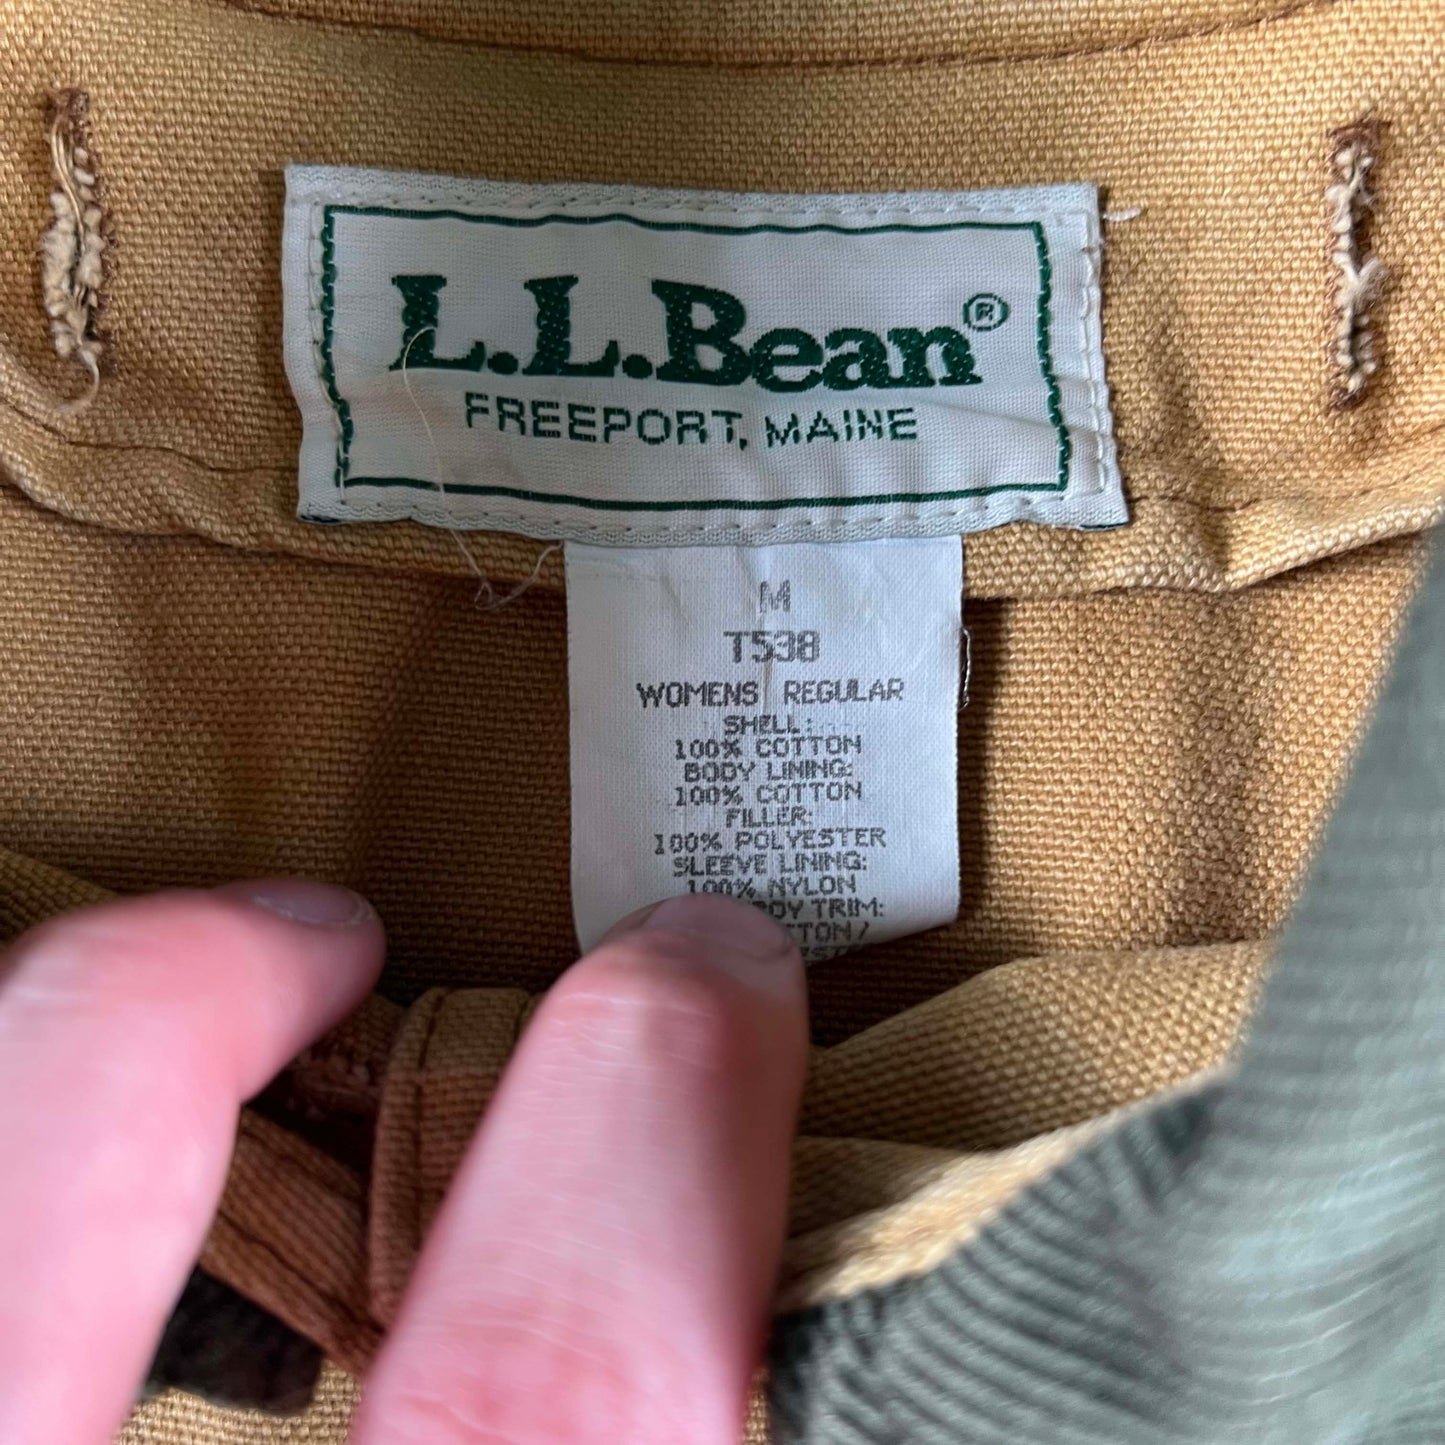 L.L.Bean®
FREEPORT, MAINE
M
T538
WOMENS REGULAR
SHELL:
100% COTTON
BODY LINING:
100% COTTON
FILLER:
100% POLYESTER
SLEEVE LINING:
100% NYLON
TRIM: